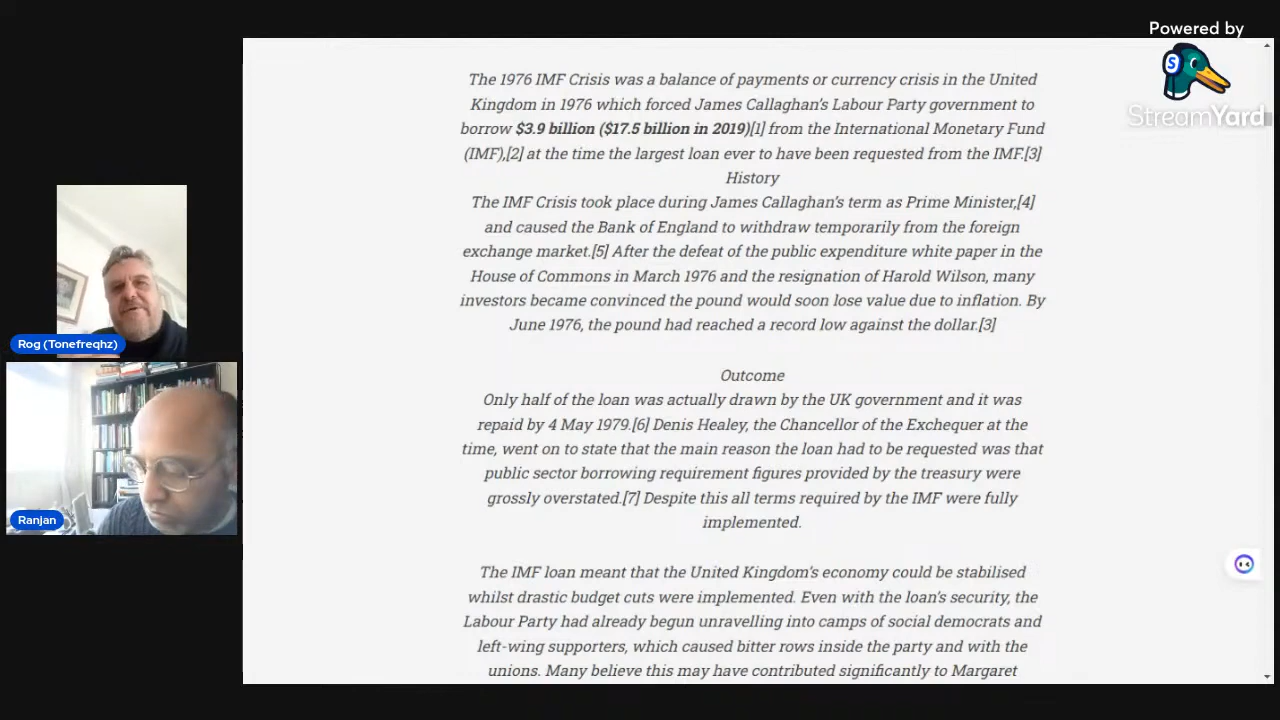 Powered by
StreamYard
The 1976 IMF Crisis was a balance of payments or currency crisis in the United
Kingdom in 1976 which forced James Callaghan's Labour Party government to
borrow $3.9 billion ($17.5 billion in 2019)[1] from the International Monetary Fund
(IMF),[2] at the time the largest loan ever to have been requested from the IMF.[3]
History
The IMF Crisis took place during James Callaghan's term as Prime Minister,[4]
and caused the Bank of England to withdraw temporarily from the foreign
exchange market.[5] After the defeat of the public expenditure white paper in the
House of Commons in March 1976 and the resignation of Harold Wilson, many
investors became convinced the pound would soon lose value due to inflation. By
June 1976, the pound had reached a record low against the dollar.[3]
Outcome
Only half of the loan was actually drawn by the UK government and it was
repaid by 4 May 1979.[6] Denis Healey, the Chancellor of the Exchequer at the
time, went on to state that the main reason the loan had to be requested was that
public sector borrowing requirement figures provided by the treasury were
grossly overstated.[7] Despite this all terms required by the IMF were fully
implemented.
The IMF loan meant that the United Kingdom's economy could be stabilised
whilst drastic budget cuts were implemented. Even with the loan's security, the
Labour Party had already begun unravelling into camps of social democrats and
left-wing supporters, which caused bitter rows inside the party and with the
unions. Many believe this may have contributed significantly to Margaret
Rog (Tonefreqhz)
Ranjan